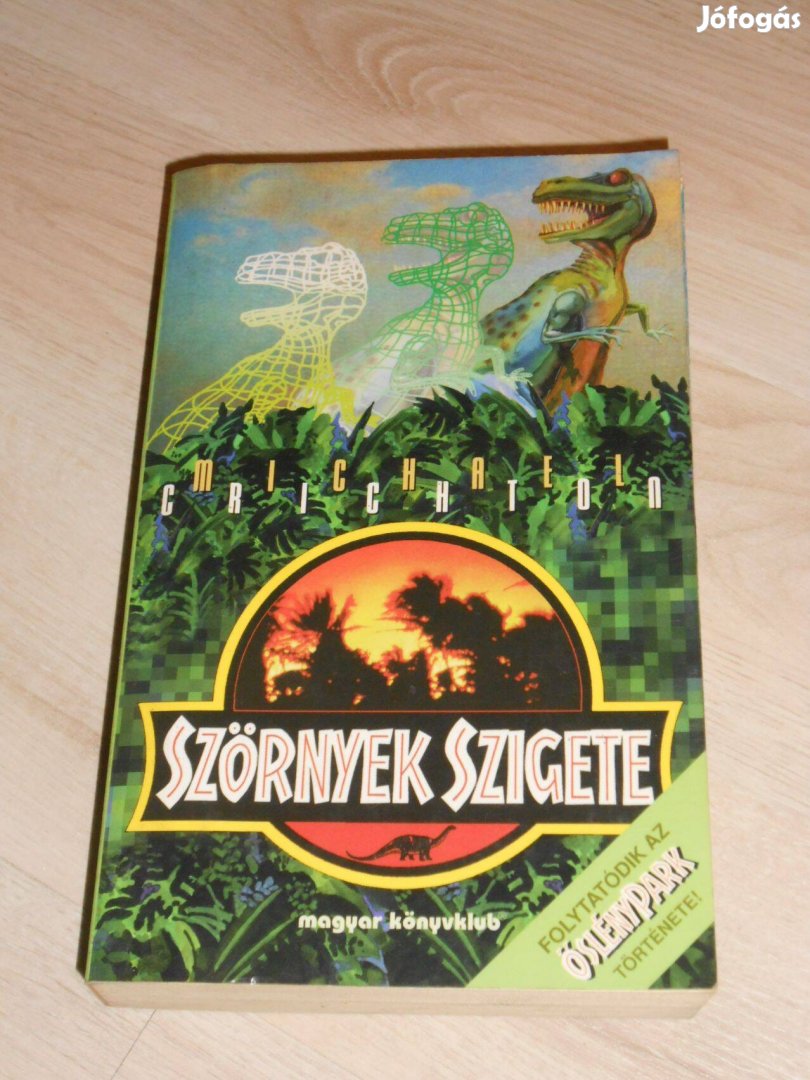 Jófogás
MICHAEL
CRICHTON
SZÖRNYEK SZIGETE
magyar könyvklub
FOLYTATÓDIK AZ
ŐSLÉNYPARK
TÖRTÉNETE!